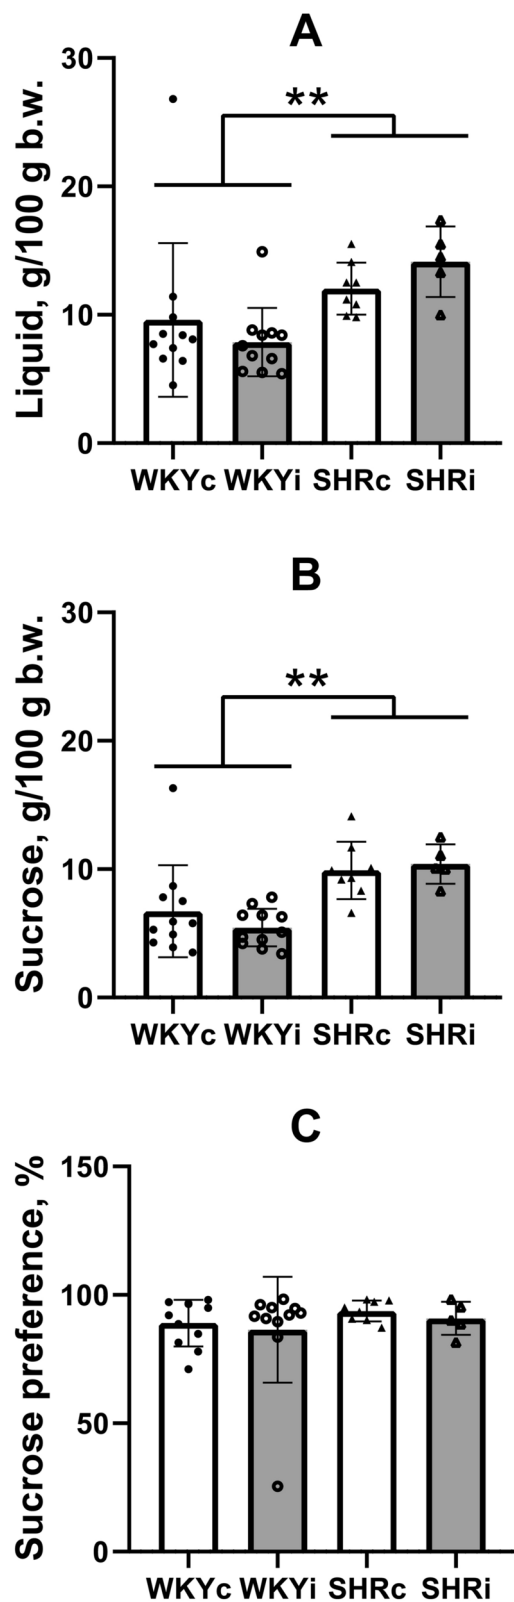 A
Liquid, g/100 g b.w.
30
20
10
0
**
WKYc WKYi SHRc SHRi
B
Sucrose, g/100 g b.w.
30
20
10
0
**
WKYc WKYi SHRc SHRi
C
Sucrose preference, %
150
100
50
0
WKYc WKYi SHRc SHRi